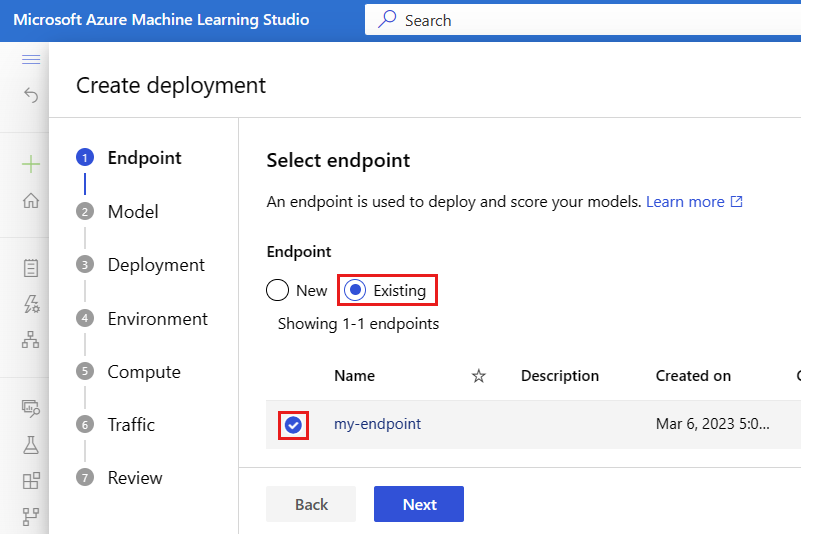 Microsoft Azure Machine Learning Studio
Search
Create deployment
1 Endpoint
2 Model
3 Deployment
4 Environment
5 Compute
6 Traffic
7 Review
Select endpoint
An endpoint is used to deploy and score your models. Learn more
Endpoint
New Existing
Showing 1-1 endpoints
Name Description Created on
my-endpoint Mar 6, 2023 5:0...
Back Next